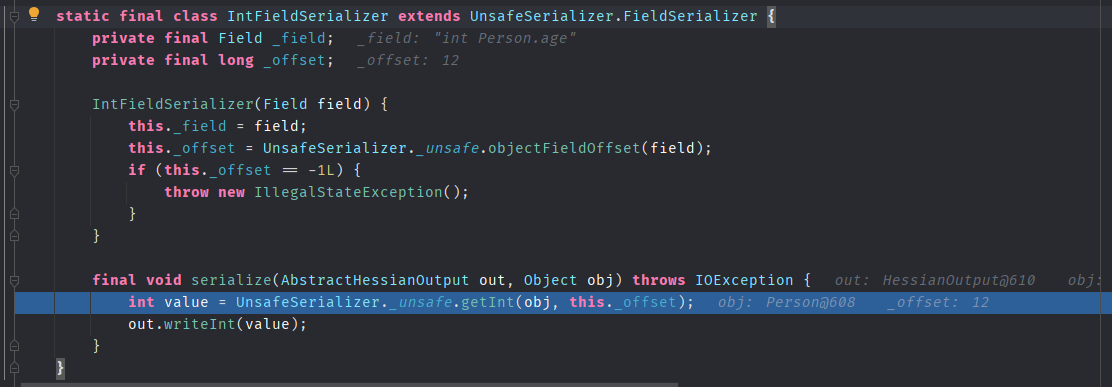 static final class IntFieldSerializer extends UnsafeSerializer.FieldSerializer {
    private final Field _field;  _field: "int Person.age"
    private final long _offset;  _offset: 12

    IntFieldSerializer(Field field) {
        this._field = field;
        this._offset = UnsafeSerializer._unsafe.objectFieldOffset(field);
        if (this._offset == -1L) {
            throw new IllegalStateException();
        }
    }

    final void serialize(AbstractHessianOutput out, Object obj) throws IOException {  out: HessianOutput@610  obj:
        int value = UnsafeSerializer._unsafe.getInt(obj, this._offset);  obj: Person@608  _offset: 12
        out.writeInt(value);
    }
}